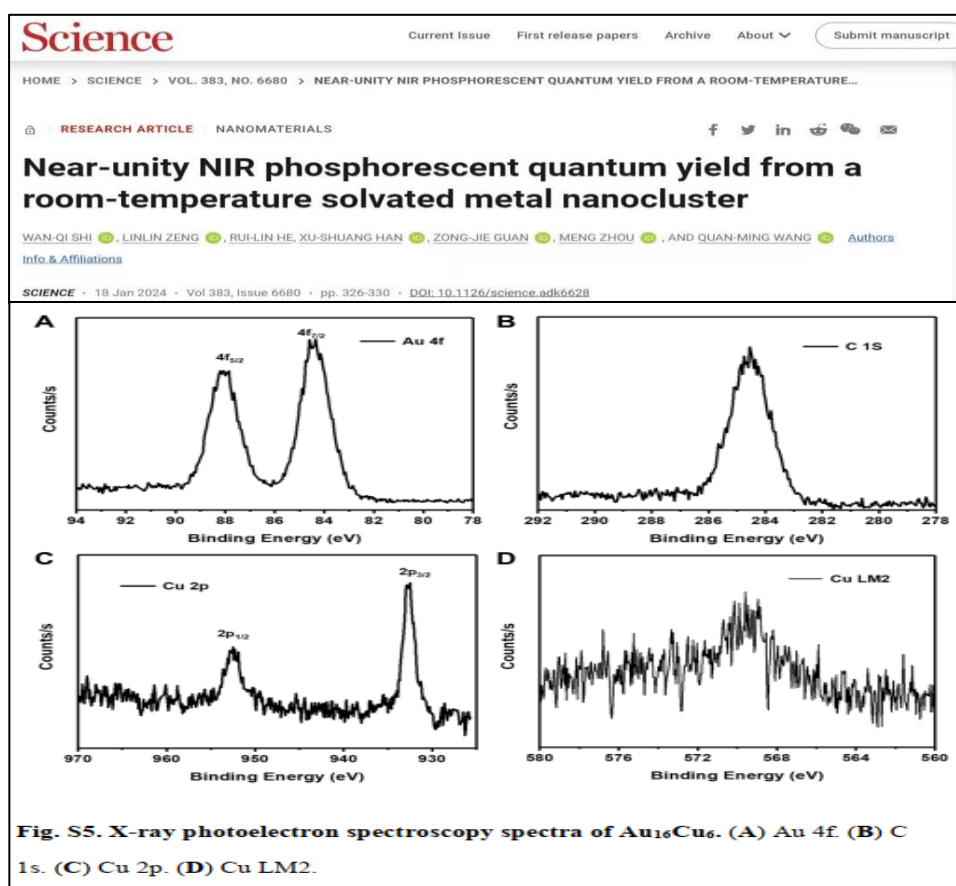 Science
Current Issue First release papers Archive About Submit manuscript
HOME > SCIENCE > VOL. 383, NO. 6680 > NEAR-UNITY NIR PHOSPHORESCENT QUANTUM YIELD FROM A ROOM-TEMPERATURE...
RESEARCH ARTICLE NANOMATERIALS
Near-unity NIR phosphorescent quantum yield from a
room-temperature solvated metal nanocluster
WAN-QI SHI, LINLIN ZENG, RUI-LIN HE, XU-SHUANG HAN, ZONG-JIE GUAN, MENG ZHOU, AND QUAN-MING WANG Authors
Info & Affiliations
SCIENCE · 18 Jan 2024 · Vol 383, Issue 6680 · pp. 326-330 · DOI: 10.1126/science.adk6628
A
4f5/2
4f7/2
Au 4f
Counts/s
94 92 90 88 86 84 82 80 78
Binding Energy (eV)
B
C 1S
Counts/s
292 290 288 286 284 282 280 278
Binding Energy (eV)
C
Cu 2p
2p1/2
2p3/2
Counts/s
970 960 950 940 930
Binding Energy (eV)
D
Cu LM2
Counts/s
580 576 572 568 564 560
Binding Energy (eV)
Fig. S5. X-ray photoelectron spectroscopy spectra of Au16Cu6. (A) Au 4f. (B) C
1s. (C) Cu 2p. (D) Cu LM2.